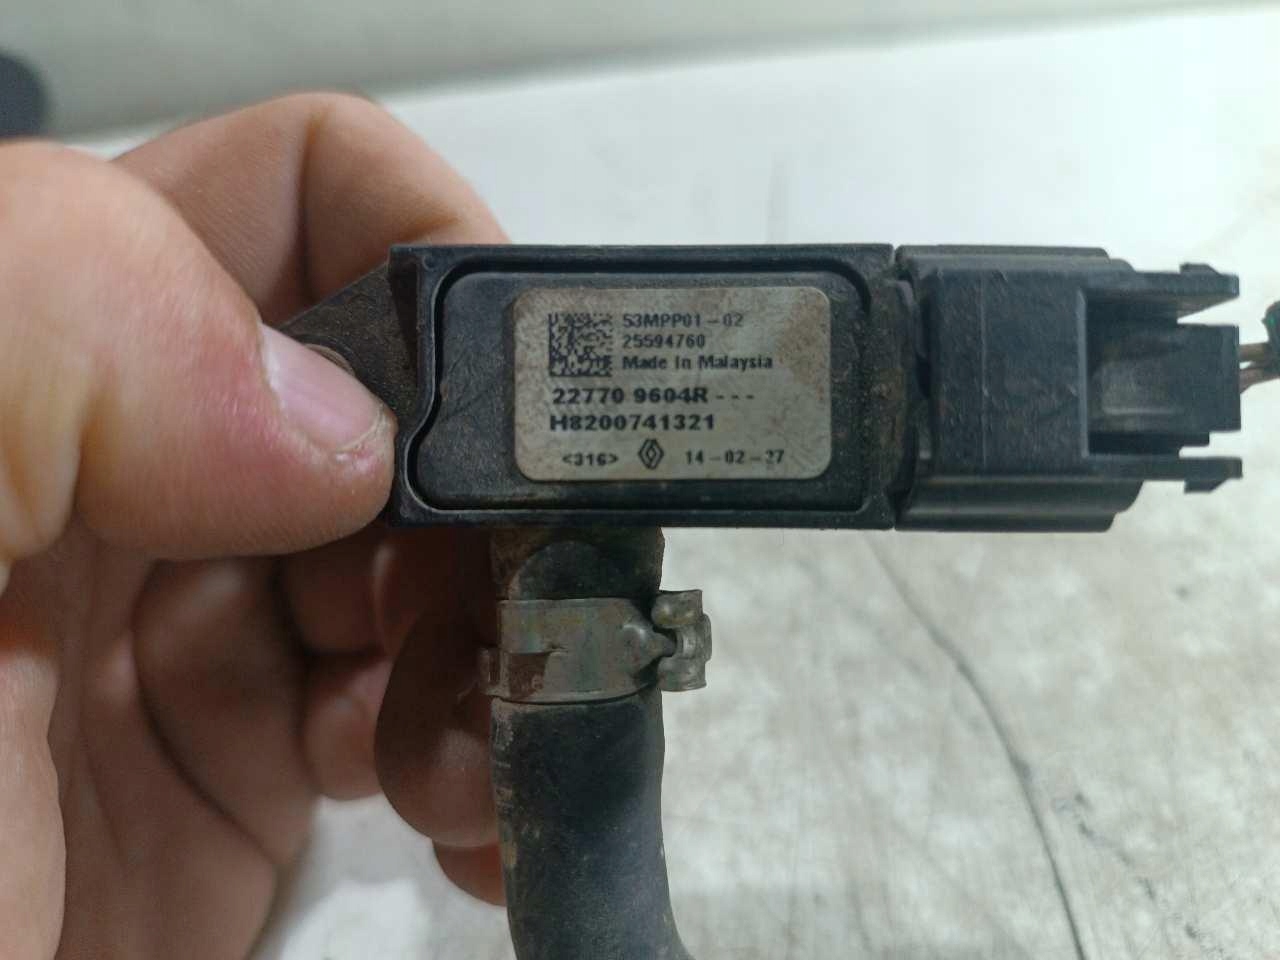 53MPP01-02
25594760
Made In Malaysia
22770 9604R---
H8200741321
<316> 14-02-27